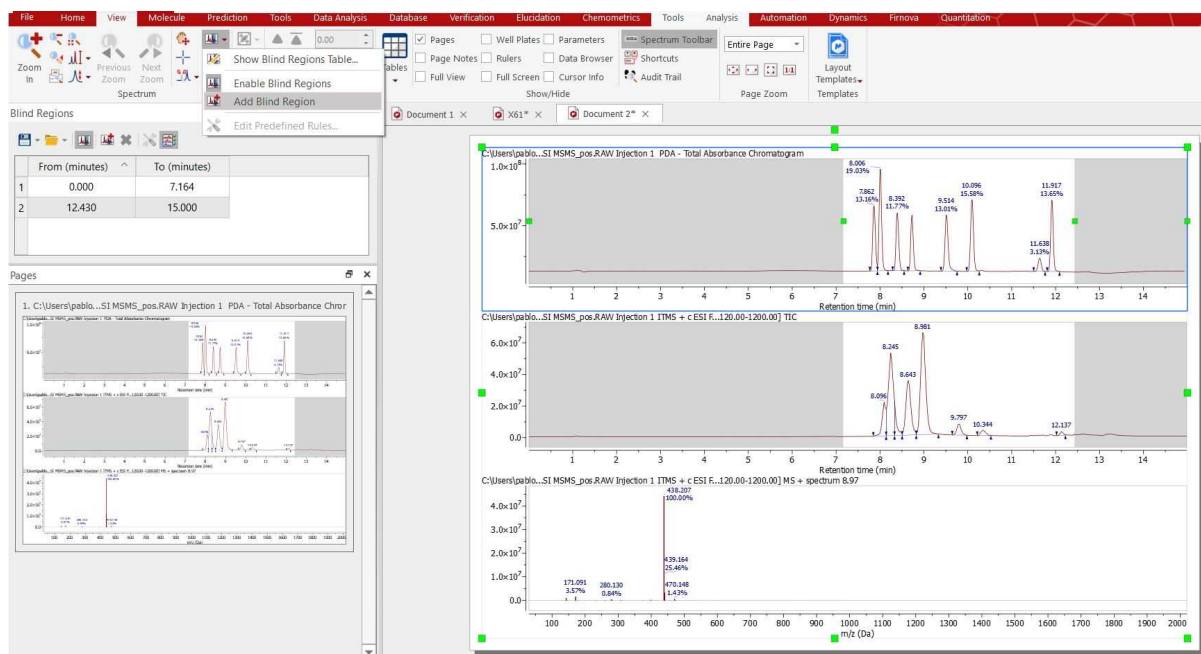 File Home View Molecule Prediction Tools Data Analysis Database Verification Elucidation Chemometrics Tools Analysis Automation Dynamics Firnova Quantitation
Zoom In
Previous Zoom
Next Zoom
Spectrum
0.00
Show Blind Regions Table...
Enable Blind Regions
Add Blind Region
Edit Predefined Rules...
Tables
Pages Well Plates Parameters
Page Notes Rulers Data Browser
Full View Full Screen Cursor Info
Spectrum Toolbar
Shortcuts
Audit Trail
Show/Hide
Entire Page
1:1
Page Zoom
Layout Templates
Templates
Blind Regions
From (minutes) To (minutes)
1 0.000 7.164
2 12.430 15.000
Pages
1. C:\Users\pablo...SI MSMS_pos.RAW Injection 1 PDA - Total Absorbance Chror
Document 1 X61* Document 2*
C:\Users\pablo...SI MSMS_pos.RAW Injection 1 PDA - Total Absorbance Chromatogram
1.0×10⁸
5.0×10⁷
7.862
13.16%
8.006
19.03%
8.392
11.77%
9.514
13.01%
10.096
15.58%
11.638
3.13%
11.917
13.65%
1 2 3 4 5 6 7 8 9 10 11 12 13 14
Retention time (min)
C:\Users\pablo...SI MSMS_pos.RAW Injection 1 ITMS + c ESI F...120.00-1200.00] TIC
6.0×10⁷
4.0×10⁷
2.0×10⁷
0.0
8.096
8.245
8.643
8.981
9.797
10.344
12.137
1 2 3 4 5 6 7 8 9 10 11 12 13 14
Retention time (min)
C:\Users\pablo...SI MSMS_pos.RAW Injection 1 ITMS + c ESI F...120.00-1200.00] MS + spectrum 8.97
4.0×10⁷
3.0×10⁷
2.0×10⁷
1.0×10⁷
0.0
171.091
3.57%
280.130
0.84%
438.207
100.00%
439.164
25.46%
470.148
1.43%
100 200 300 400 500 600 700 800 900 1000 1100 1200 1300 1400 1500 1600 1700 1800 1900 2000
m/z (Da)